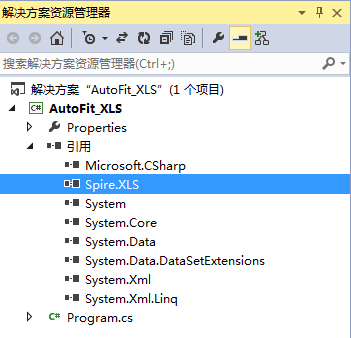 解决方案资源管理器
搜索解决方案资源管理器(Ctrl+;)
解决方案 “AutoFit_XLS” (1 个项目)
AutoFit_XLS
Properties
引用
Microsoft.CSharp
Spire.XLS
System
System.Core
System.Data
System.Data.DataSetExtensions
System.Xml
System.Xml.Linq
C# Program.cs